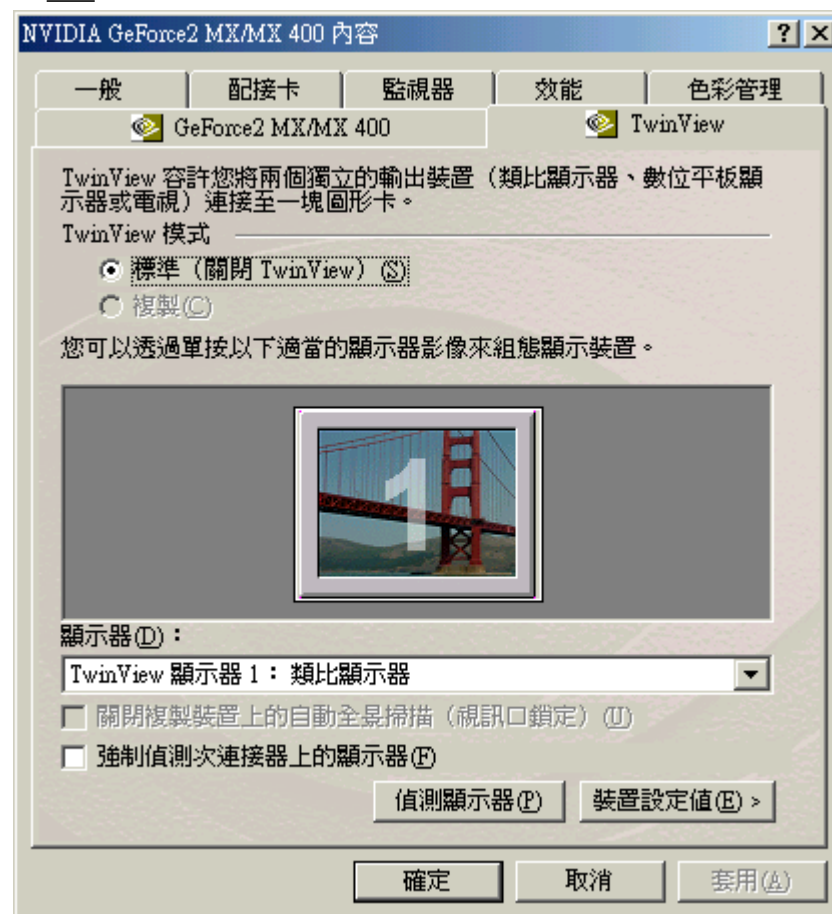 NVIDIA GeForce2 MX/MX 400 內容
一般 配接卡 監視器 效能 色彩管理
GeForce2 MX/MX 400 TwinView
TwinView 容許您將兩個獨立的輸出裝置（類比顯示器、數位平板顯
示器或電視）連接至一塊圖形卡。
TwinView 模式
標準（關閉 TwinView）(S)
複製(C)
您可以透過單按以下適當的顯示器影像來組態顯示裝置。
1
顯示器(D)：
TwinView 顯示器 1： 類比顯示器
關閉複製裝置上的自動全景掃描（視訊口鎖定）(U)
強制偵測次連接器上的顯示器(F)
偵測顯示器(P) 裝置設定值(E) >
確定 取消 套用(A)